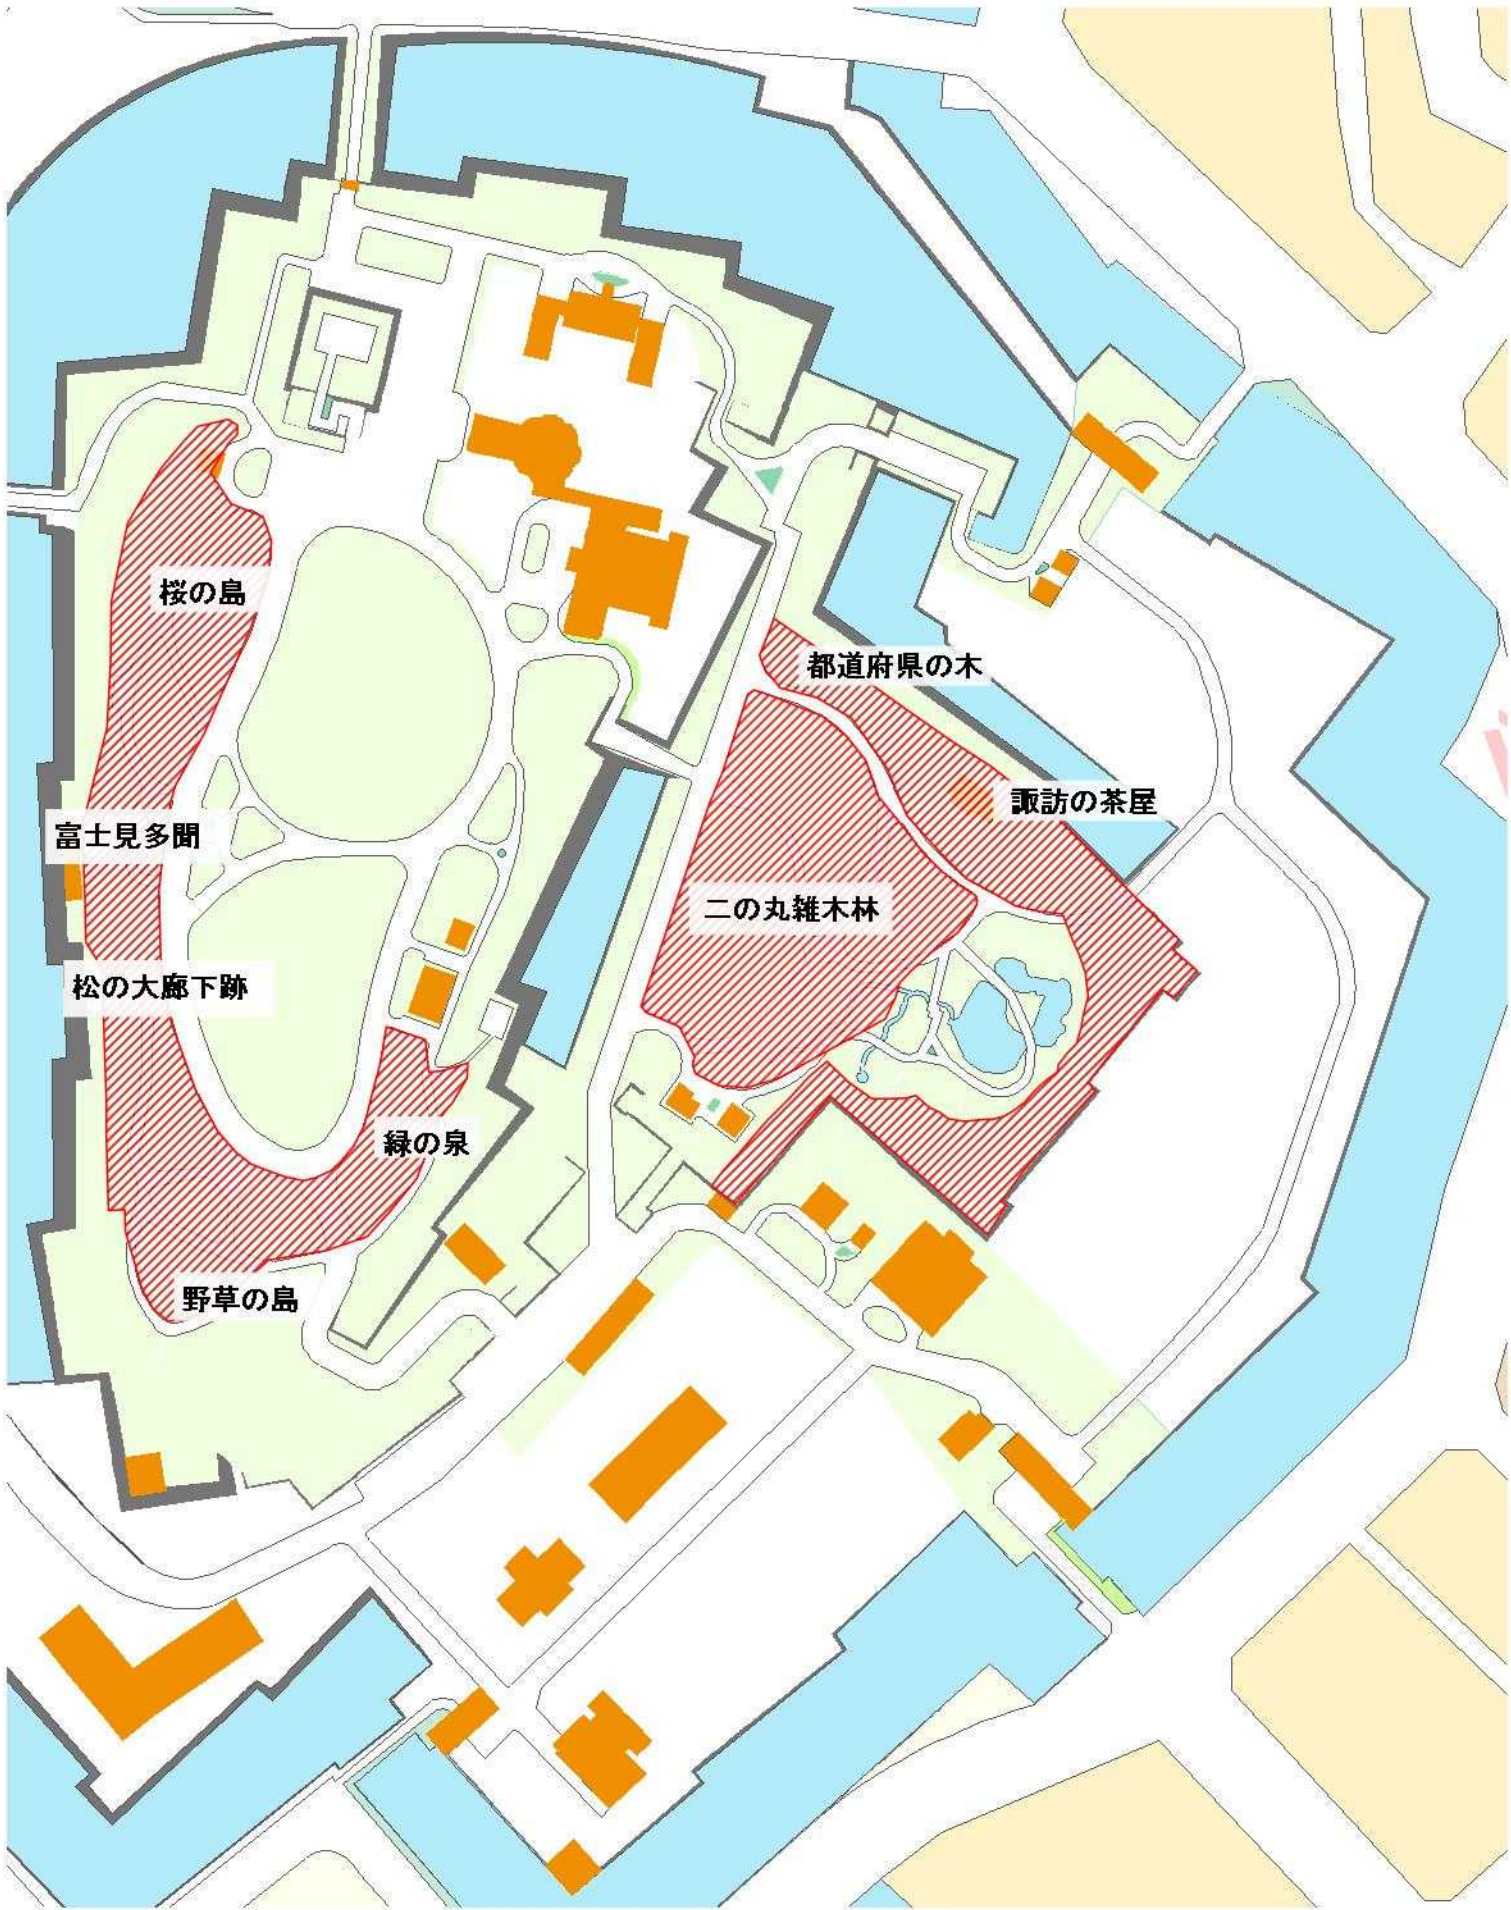 桜の島
都道府県の木
諏訪の茶屋
富士見多聞
二の丸雑木林
松の大廊下跡
緑の泉
野草の島